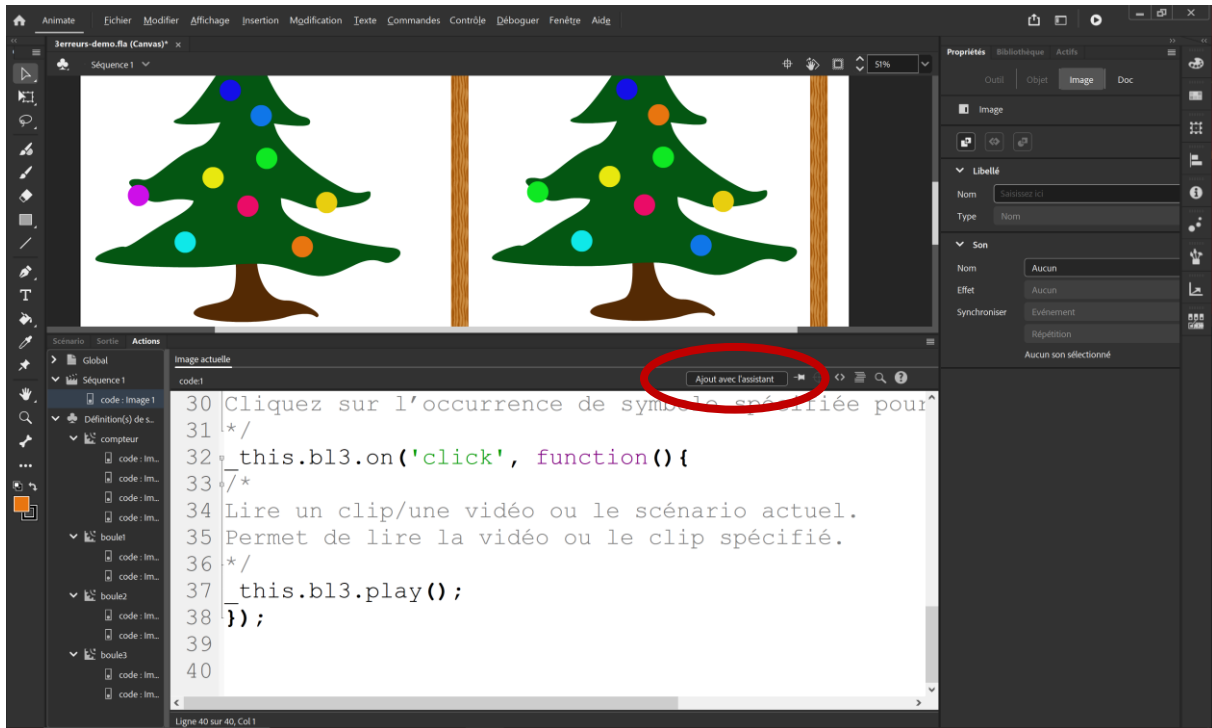 Animate Fichier Modifier Affichage Insertion Modification Texte Commandes Contrôle Déboguer Fenêtre Aide
3erreurs-demo.fla (Canvas)* ×
Séquence 1
51%
Propriétés Bibliothèque Actifs
Outil Objet Image Doc
Image
Libellé
Nom Saisissez ici
Type Nom
Son
Nom Aucun
Effet Aucun
Synchroniser Evénement
Répétition
Aucun son sélectionné
Scénario Sortie Actions
Global
Séquence 1
code : Image 1
Définition(s) de s...
compteur
code : Im...
code : Im...
code : Im...
code : Im...
boule1
code : Im...
code : Im...
boule2
code : Im...
code : Im...
boule3
code : Im...
code : Im...
Image actuelle
code:1
Ajout avec l'assistant
30 Cliquez sur l’occurrence de symbole spécifiée pour
31 */
32 _this.bl3.on('click', function(){
33 /*
34 Lire un clip/une vidéo ou le scénario actuel.
35 Permet de lire la vidéo ou le clip spécifié.
36 */
37 _this.bl3.play();
38 });
39
40
Ligne 40 sur 40, Col 1